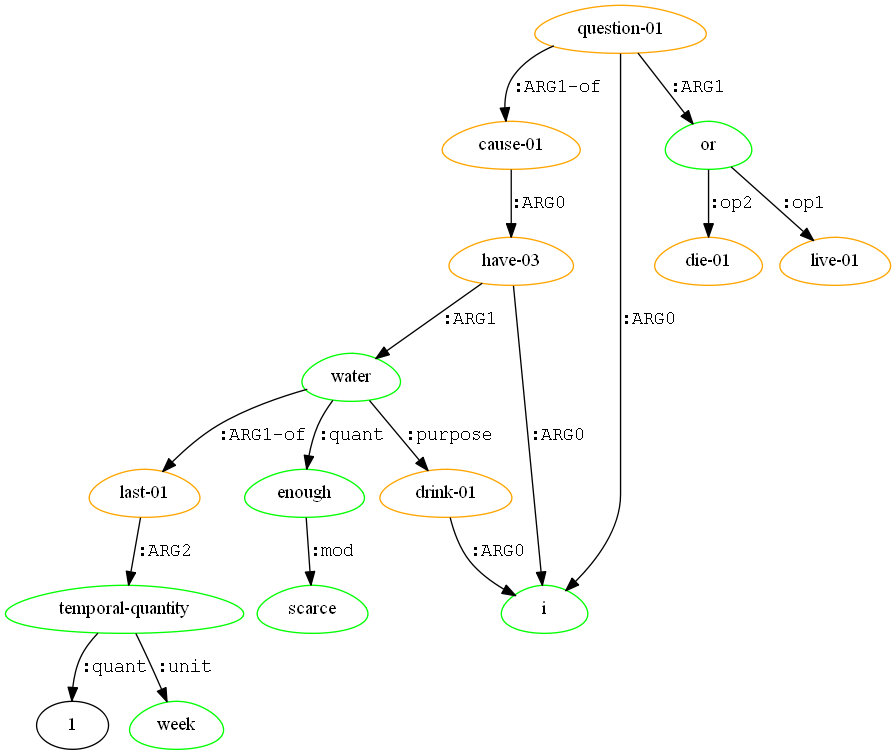 question-01
:ARG1-of
:ARG1
cause-01
or
:ARG0
:op2
:op1
have-03
die-01
live-01
:ARG1
:ARG0
water
:ARG1-of
:quant
:purpose
:ARG0
last-01
enough
drink-01
:ARG2
:mod
:ARG0
temporal-quantity
scarce
i
:quant
:unit
1
week